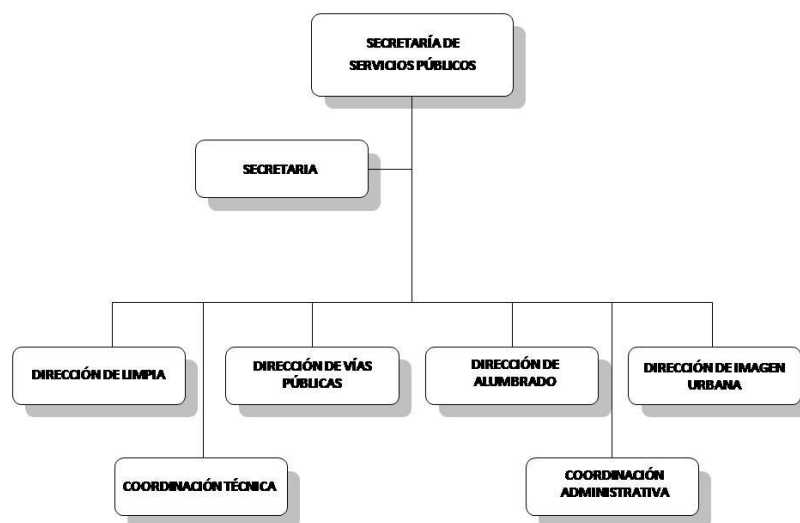 SECRETARÍA DE
SERVICIOS PÚBLICOS
SECRETARIA
DIRECCIÓN DE LIMPIA
DIRECCIÓN DE VÍAS
PÚBLICAS
DIRECCIÓN DE
ALUMBRADO
DIRECCIÓN DE IMAGEN
URBANA
COORDINACIÓN TÉCNICA
COORDINACIÓN
ADMINISTRATIVA